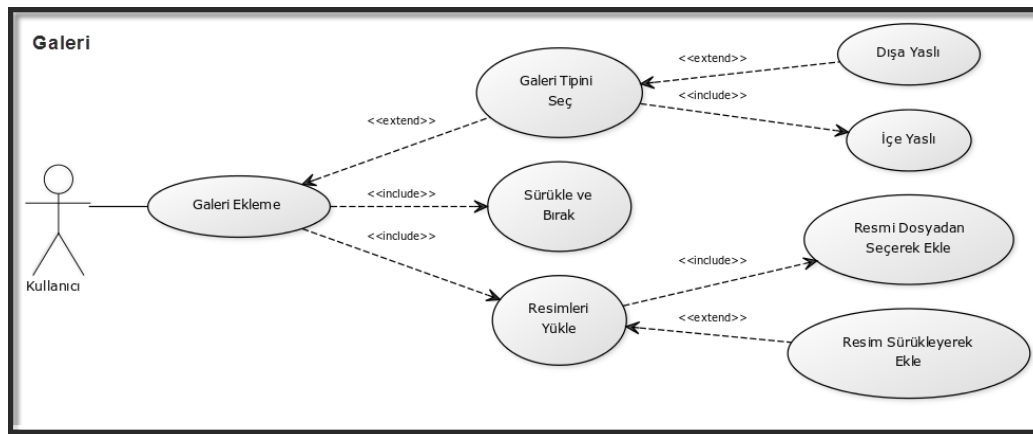 Galeri
<<extend>>
Dışa Yaslı
Galeri Tipini
Seç
<<include>>
<<extend>>
İçe Yaslı
Galeri Ekleme
<<include>>
Sürükle ve
Bırak
<<include>>
Resmi Dosyadan
Seçerek Ekle
<<include>>
Kullanıcı
Resimleri
Yükle
<<extend>>
Resim Sürükleyerek
Ekle